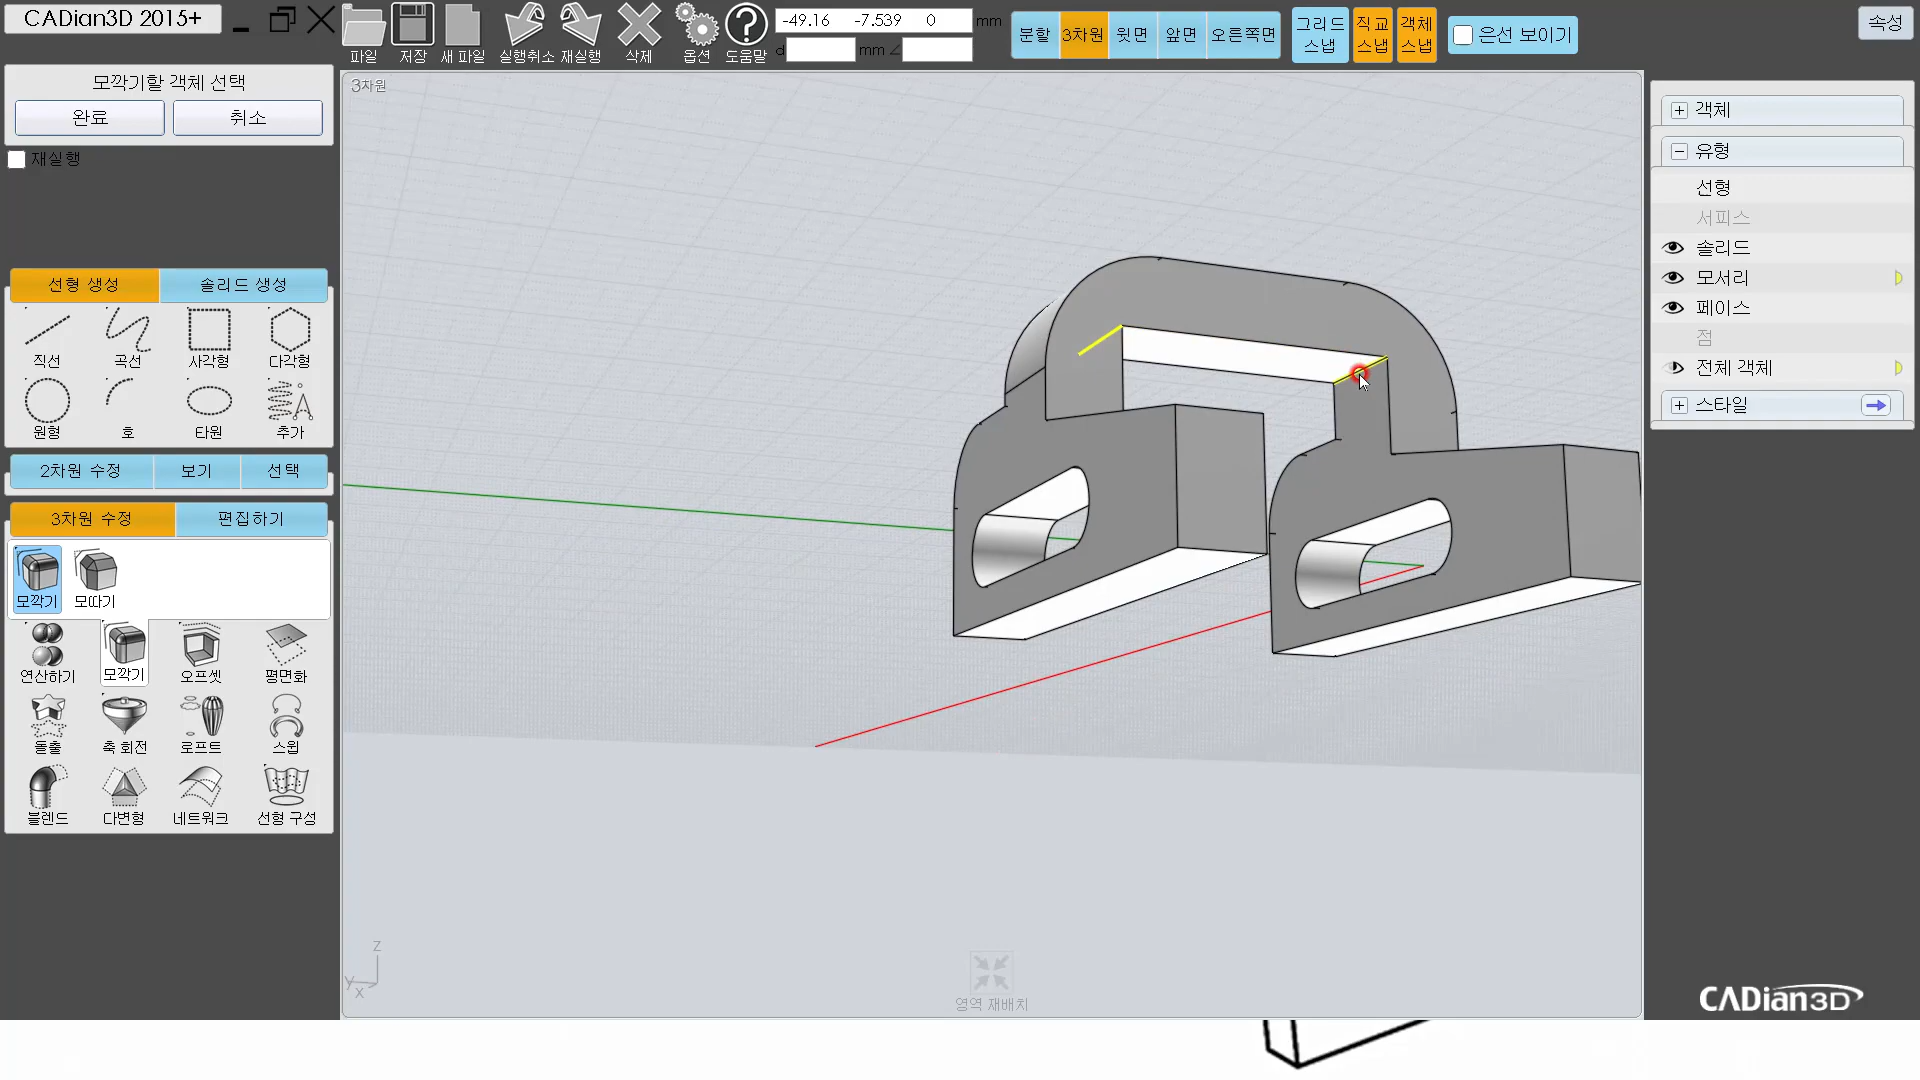 CADian3D 2015+
파일
저장
새 파일
실행취소
재실행
삭제
옵션
도움말
-49.16 -7.539 0 mm
d mm
분할
3차원
윗면
앞면
오른쪽면
그리드
스냅
직교
스냅
객체
스냅
은선 보이기
속성
모깍기할 객체 선택
완료
취소
재실행
3차원
선형 생성
솔리드 생성
직선
곡선
사각형
다각형
원형
호
타원
추가
2차원 수정
보기
선택
3차원 수정
편집하기
모깍기
모따기
연산하기
모깍기
오프셋
평면화
돌출
축 회전
로프트
스윕
블렌드
다변형
네트워크
선형 구성
객체
유형
선형
서피스
솔리드
모서리
페이스
점
전체 객체
스타일
z
y
x
영역 재배치
CADian3D